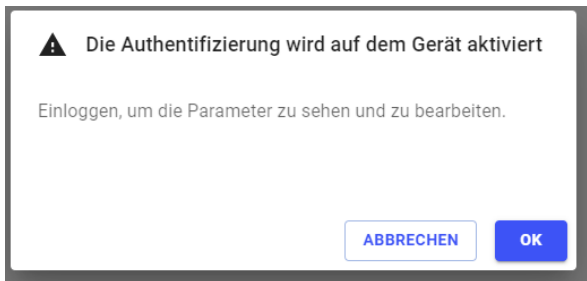 Die Authentifizierung wird auf dem Gerät aktiviert
Einloggen, um die Parameter zu sehen und zu bearbeiten.
ABBRECHEN
OK